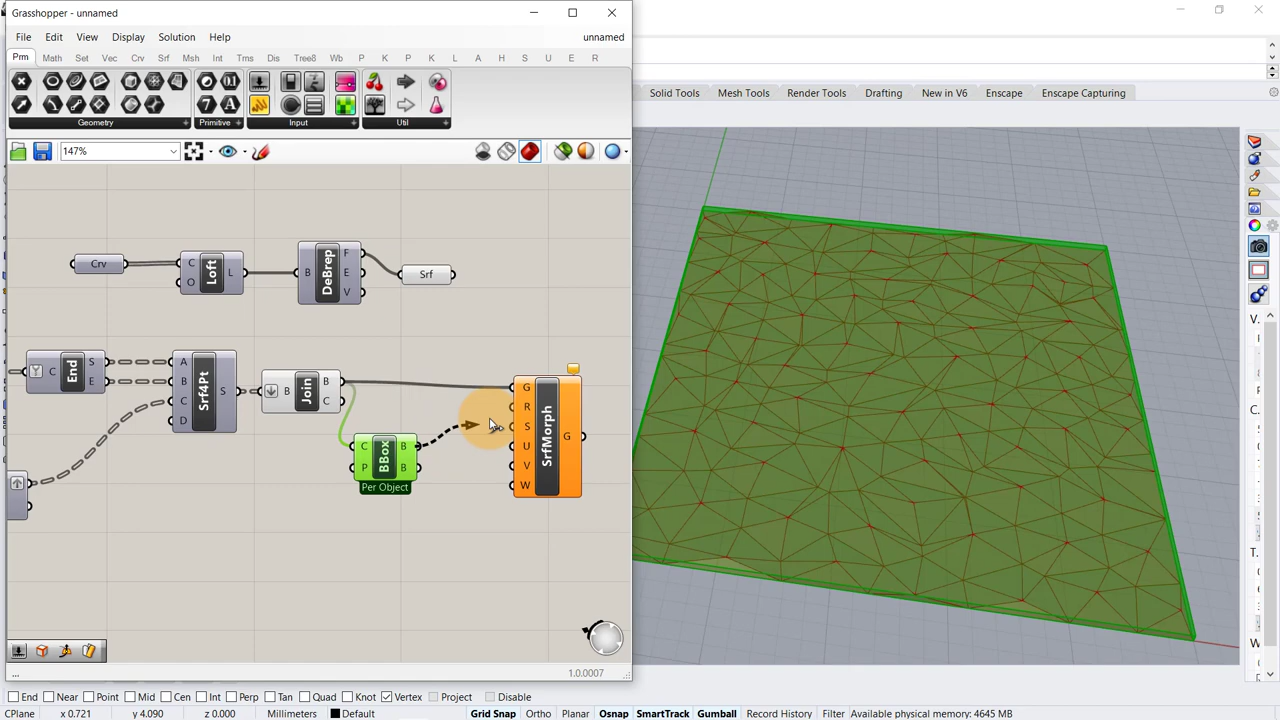 Grasshopper - unnamed
File Edit View Display Solution Help unnamed
Prm Math Set Vec Crv Srf Msh Int Trns Dis Tree8 Wb P K L A H S U E R
Geometry Primitive Input Util
147%
Solid Tools Mesh Tools Render Tools Drafting New in V6 Enscape Enscape Capturing
Crv C O Loft L B DeBrep F E V Srf
C End S E A B C D Srf4Pt S B Join B C
C P BBox B B Per Object
G R S U V W SrfMorph G
1.0.0007
...
V.
T.
W
End Near Point Mid Cen Int Perp Tan Quad Knot Vertex Project Disable
CPlane x 0.721 y 4.090 z 0.000 Millimeters Default Grid Snap Ortho Planar Osnap SmartTrack Gumball Record History Filter Available physical memory: 4645 MB